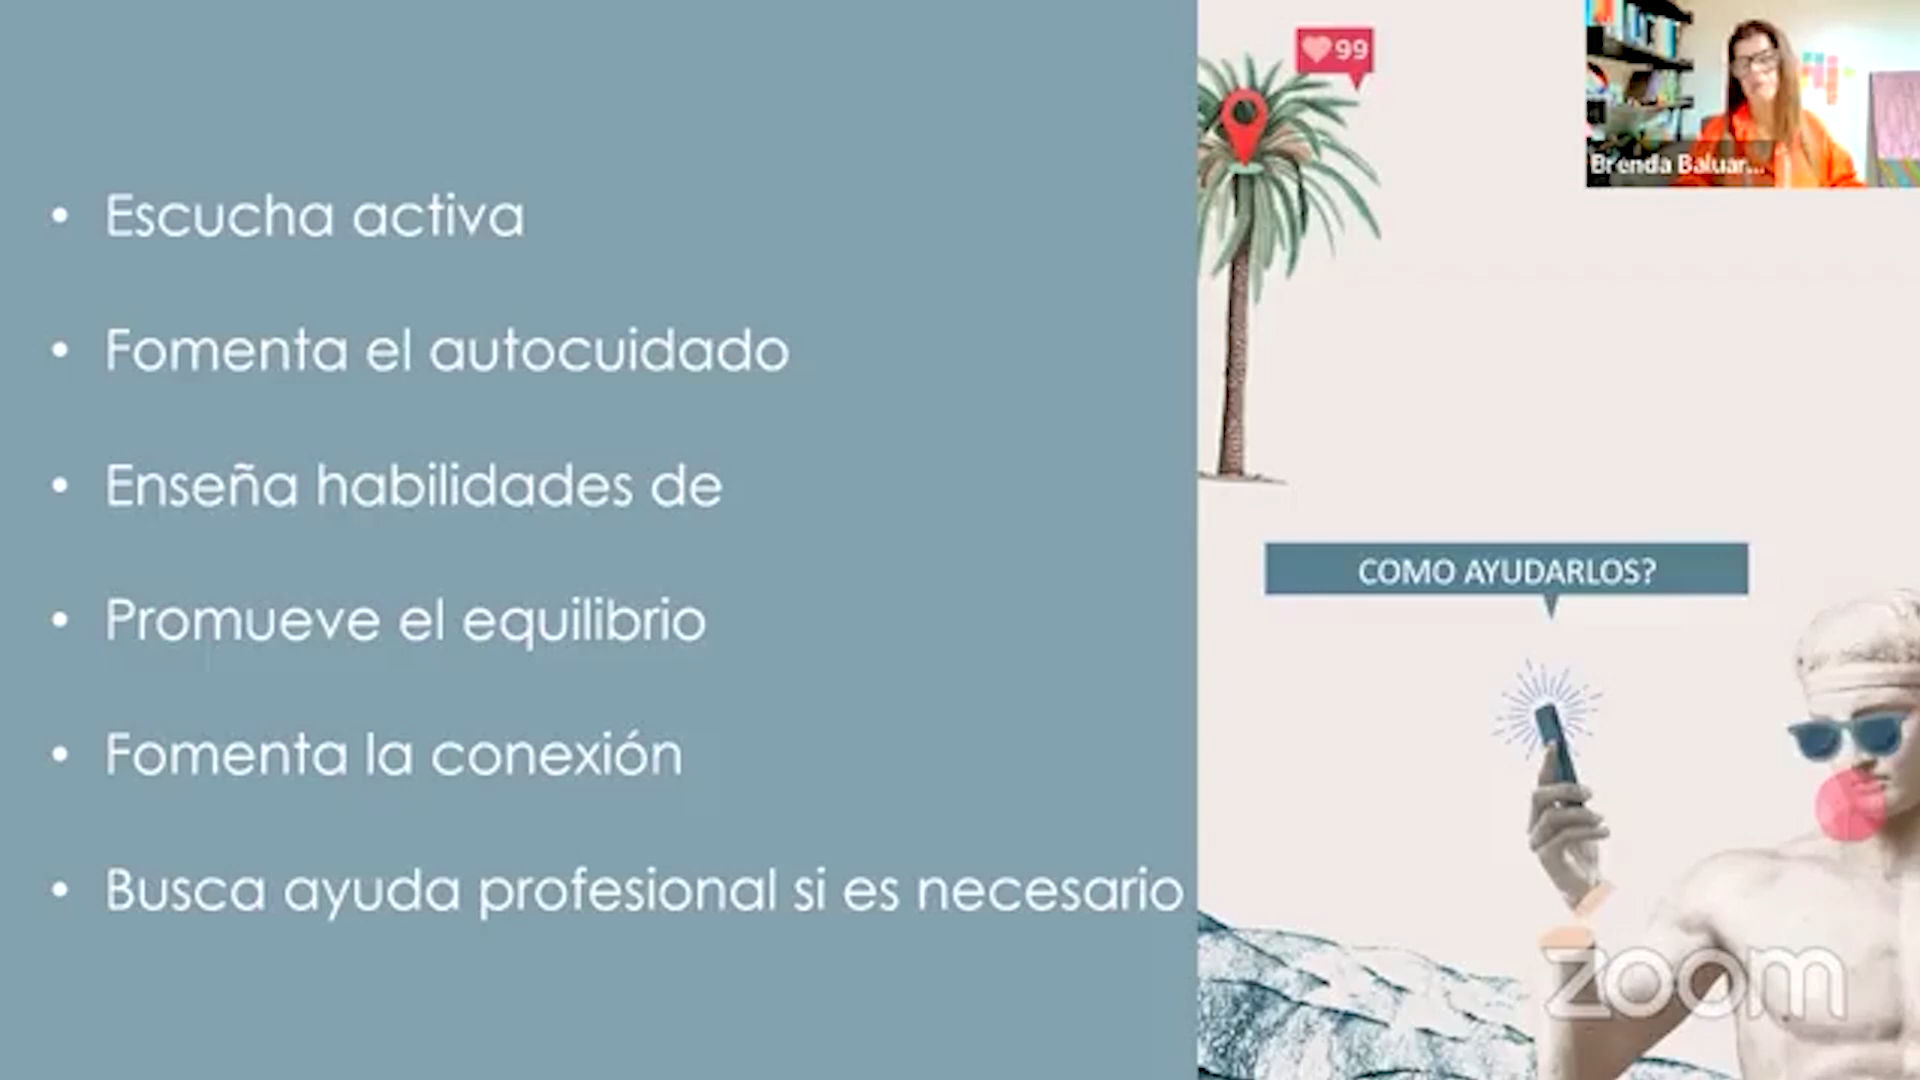 Escucha activa
Fomenta el autocuidado
Enseña habilidades de
Promueve el equilibrio
Fomenta la conexión
Busca ayuda profesional si es necesario
99
Brenda Baluar...
COMO AYUDARLOS?
zoom